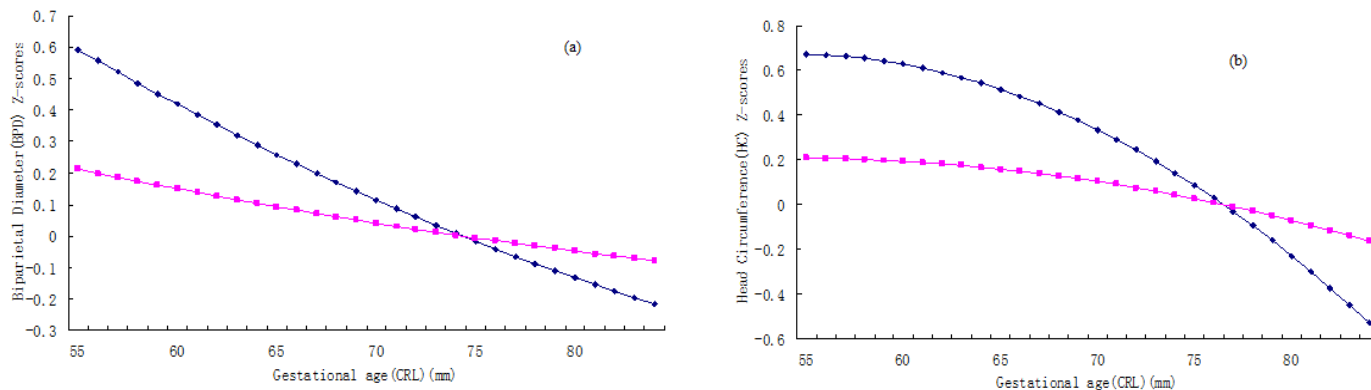 0.7
0.6
0.5
0.4
0.3
0.2
0.1
0
-0.1
-0.2
-0.3
Biparietal Diameter(BPD) Z-scores
(a)
55 60 65 70 75 80
Gestational age(CRL)(mm)
0.8
0.6
0.4
0.2
0
-0.2
-0.4
-0.6
Head Circumference(HC) Z-scores
(b)
55 60 65 70 75 80
Gestational age(CRL)(mm)